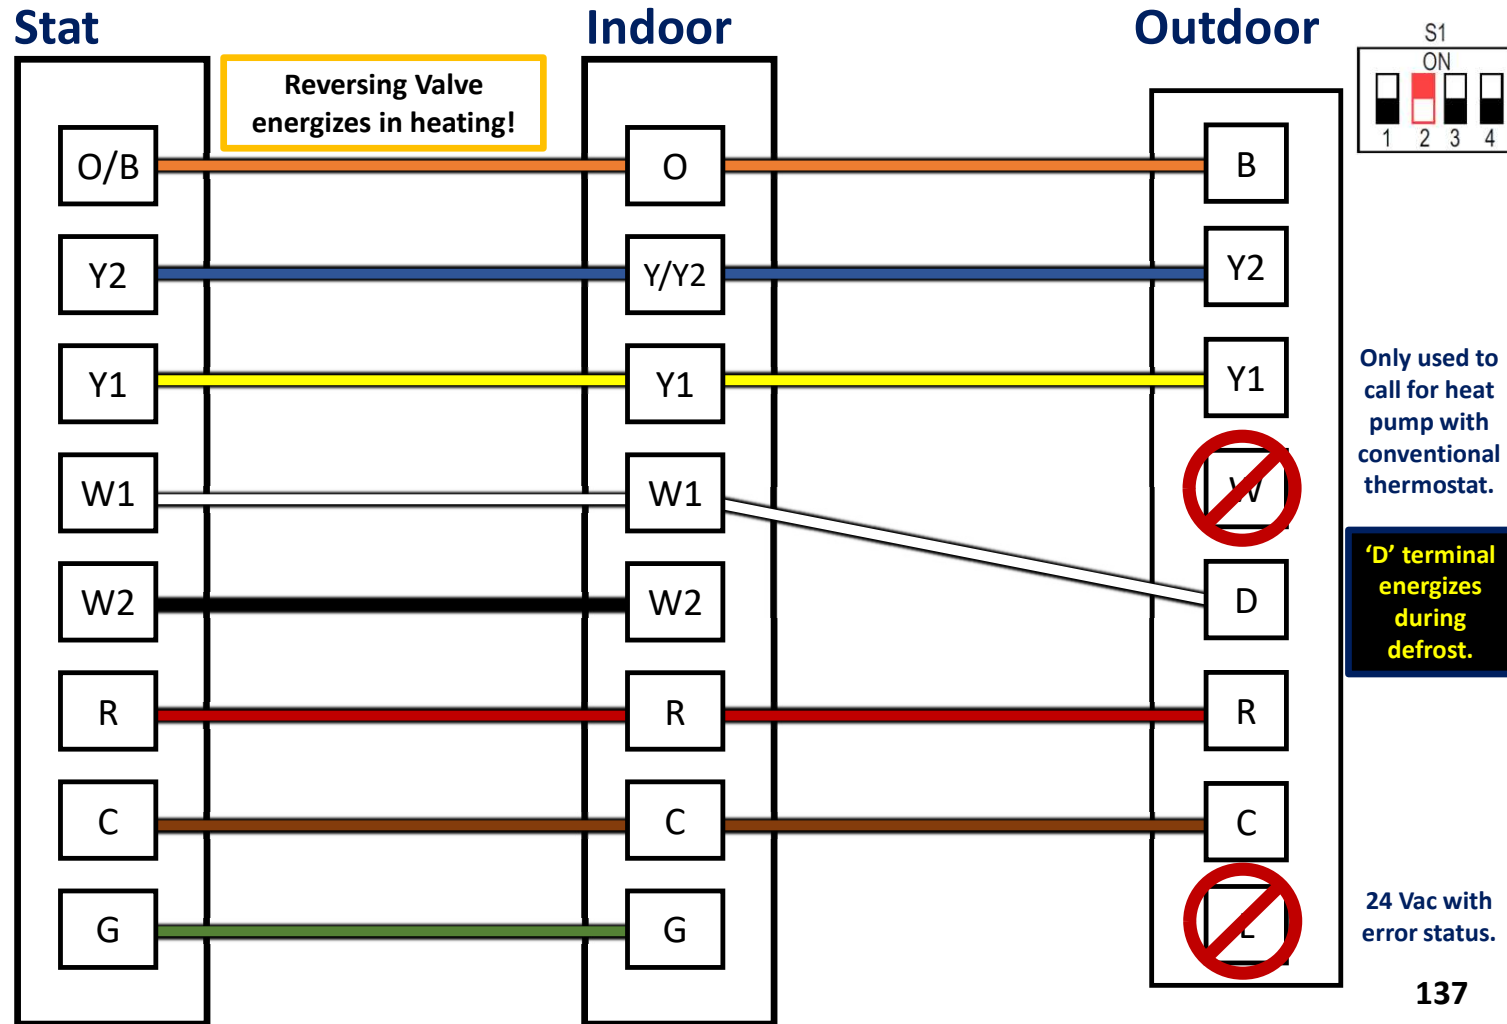 Stat
Indoor
Outdoor
S1
ON
1 2 3 4
Reversing Valve
energizes in heating!
O/B
O
B
Y2
Y/Y2
Y2
Y1
Y1
Y1
Only used to
call for heat
pump with
conventional
thermostat.
W1
W1
W
W2
W2
D
‘D’ terminal
energizes
during
defrost.
R
R
R
C
C
C
G
G
L
24 Vac with
error status.
137